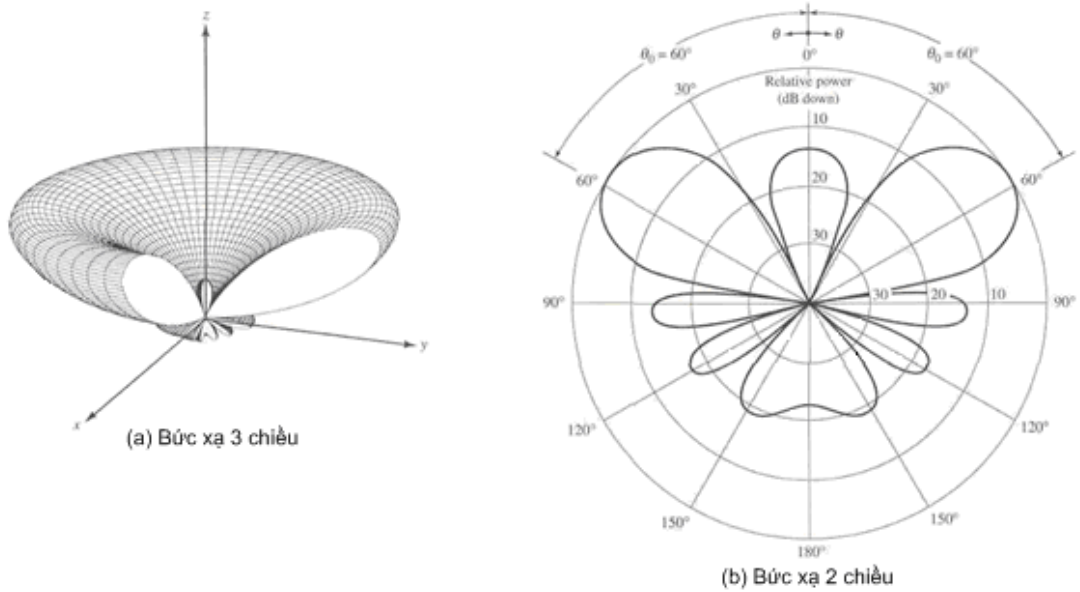 z
y
x
(a) Bức xạ 3 chiều
θ θ
θ₀ = 60° θ₀ = 60°
0°
Relative power
(dB down)
30° 30°
10
60° 20 60°
30
90° 30 20 10 90°
120° 120°
150° 150°
180°
(b) Bức xạ 2 chiều